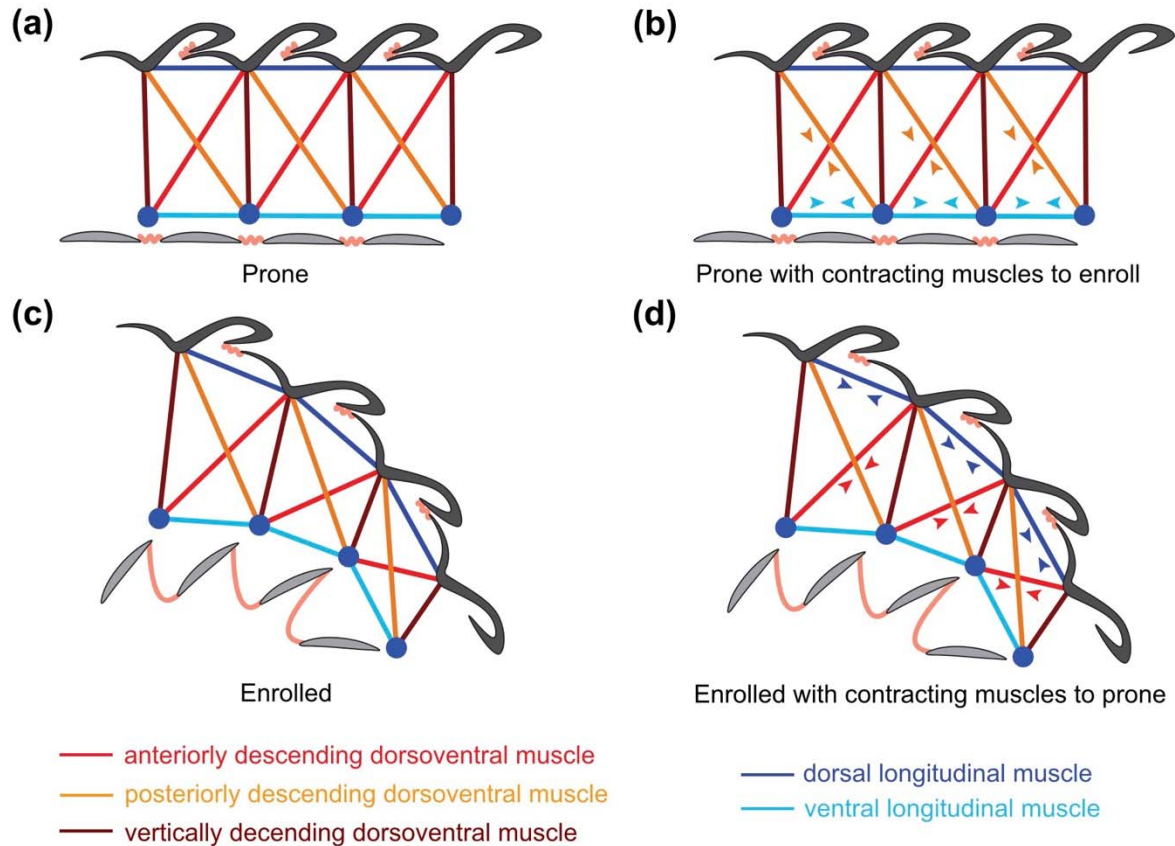 (a)
(b)
Prone
Prone with contracting muscles to enroll
(c)
(d)
Enrolled
Enrolled with contracting muscles to prone
anteriorly descending dorsoventral muscle
posteriorly descending dorsoventral muscle
vertically decending dorsoventral muscle
dorsal longitudinal muscle
ventral longitudinal muscle